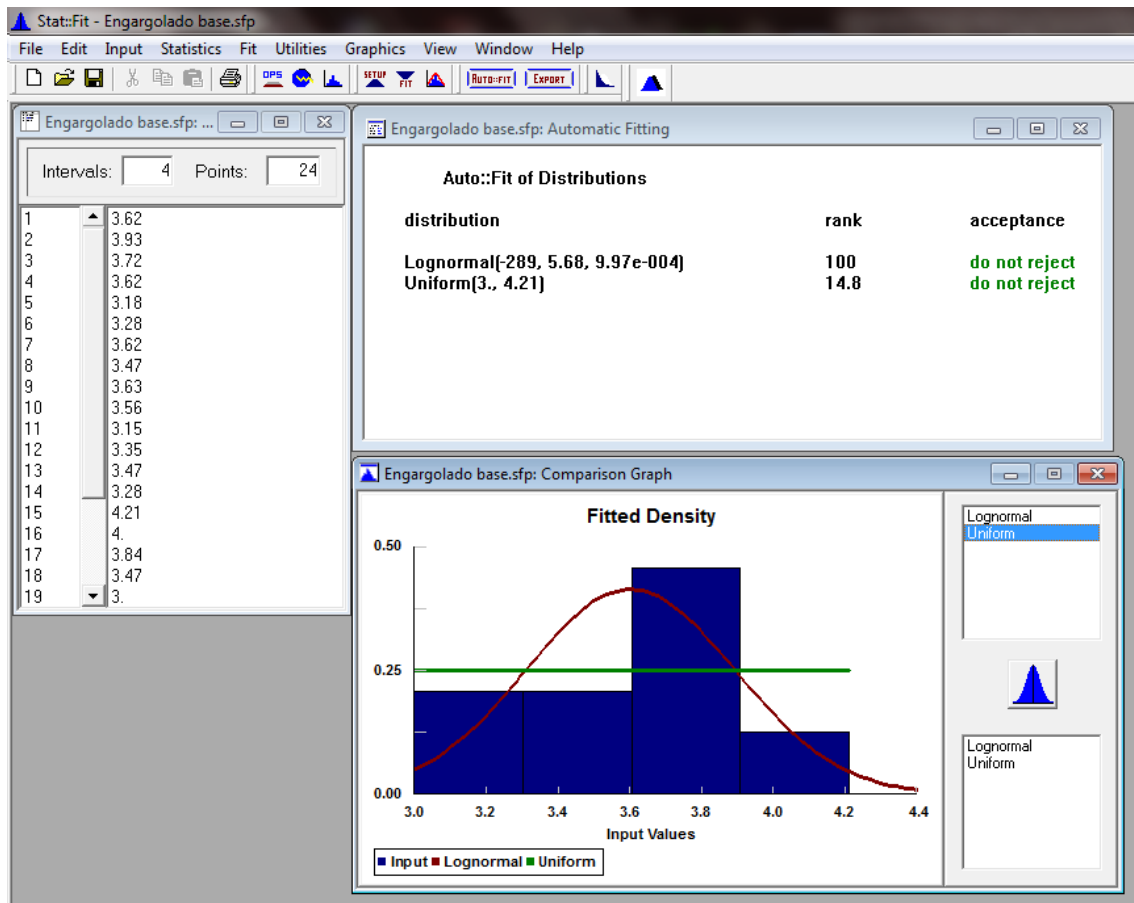 Stat::Fit - Engargolado base.sfp
File Edit Input Statistics Fit Utilities Graphics View Window Help
OPS SETUP FIT AUTO::FIT EXPORT
Engargolado base.sfp: ...
Intervals: 4 Points: 24
1 3.62
2 3.93
3 3.72
4 3.62
5 3.18
6 3.28
7 3.62
8 3.47
9 3.63
10 3.56
11 3.15
12 3.35
13 3.47
14 3.28
15 4.21
16 4.
17 3.84
18 3.47
19 3.
Engargolado base.sfp: Automatic Fitting
Auto::Fit of Distributions
distribution rank acceptance
Lognormal(-289, 5.68, 9.97e-004) 100 do not reject
Uniform(3., 4.21) 14.8 do not reject
Engargolado base.sfp: Comparison Graph
Fitted Density
0.50
0.25
0.00
3.0 3.2 3.4 3.6 3.8 4.0 4.2 4.4
Input Values
Input Lognormal Uniform
Lognormal
Uniform
Lognormal
Uniform